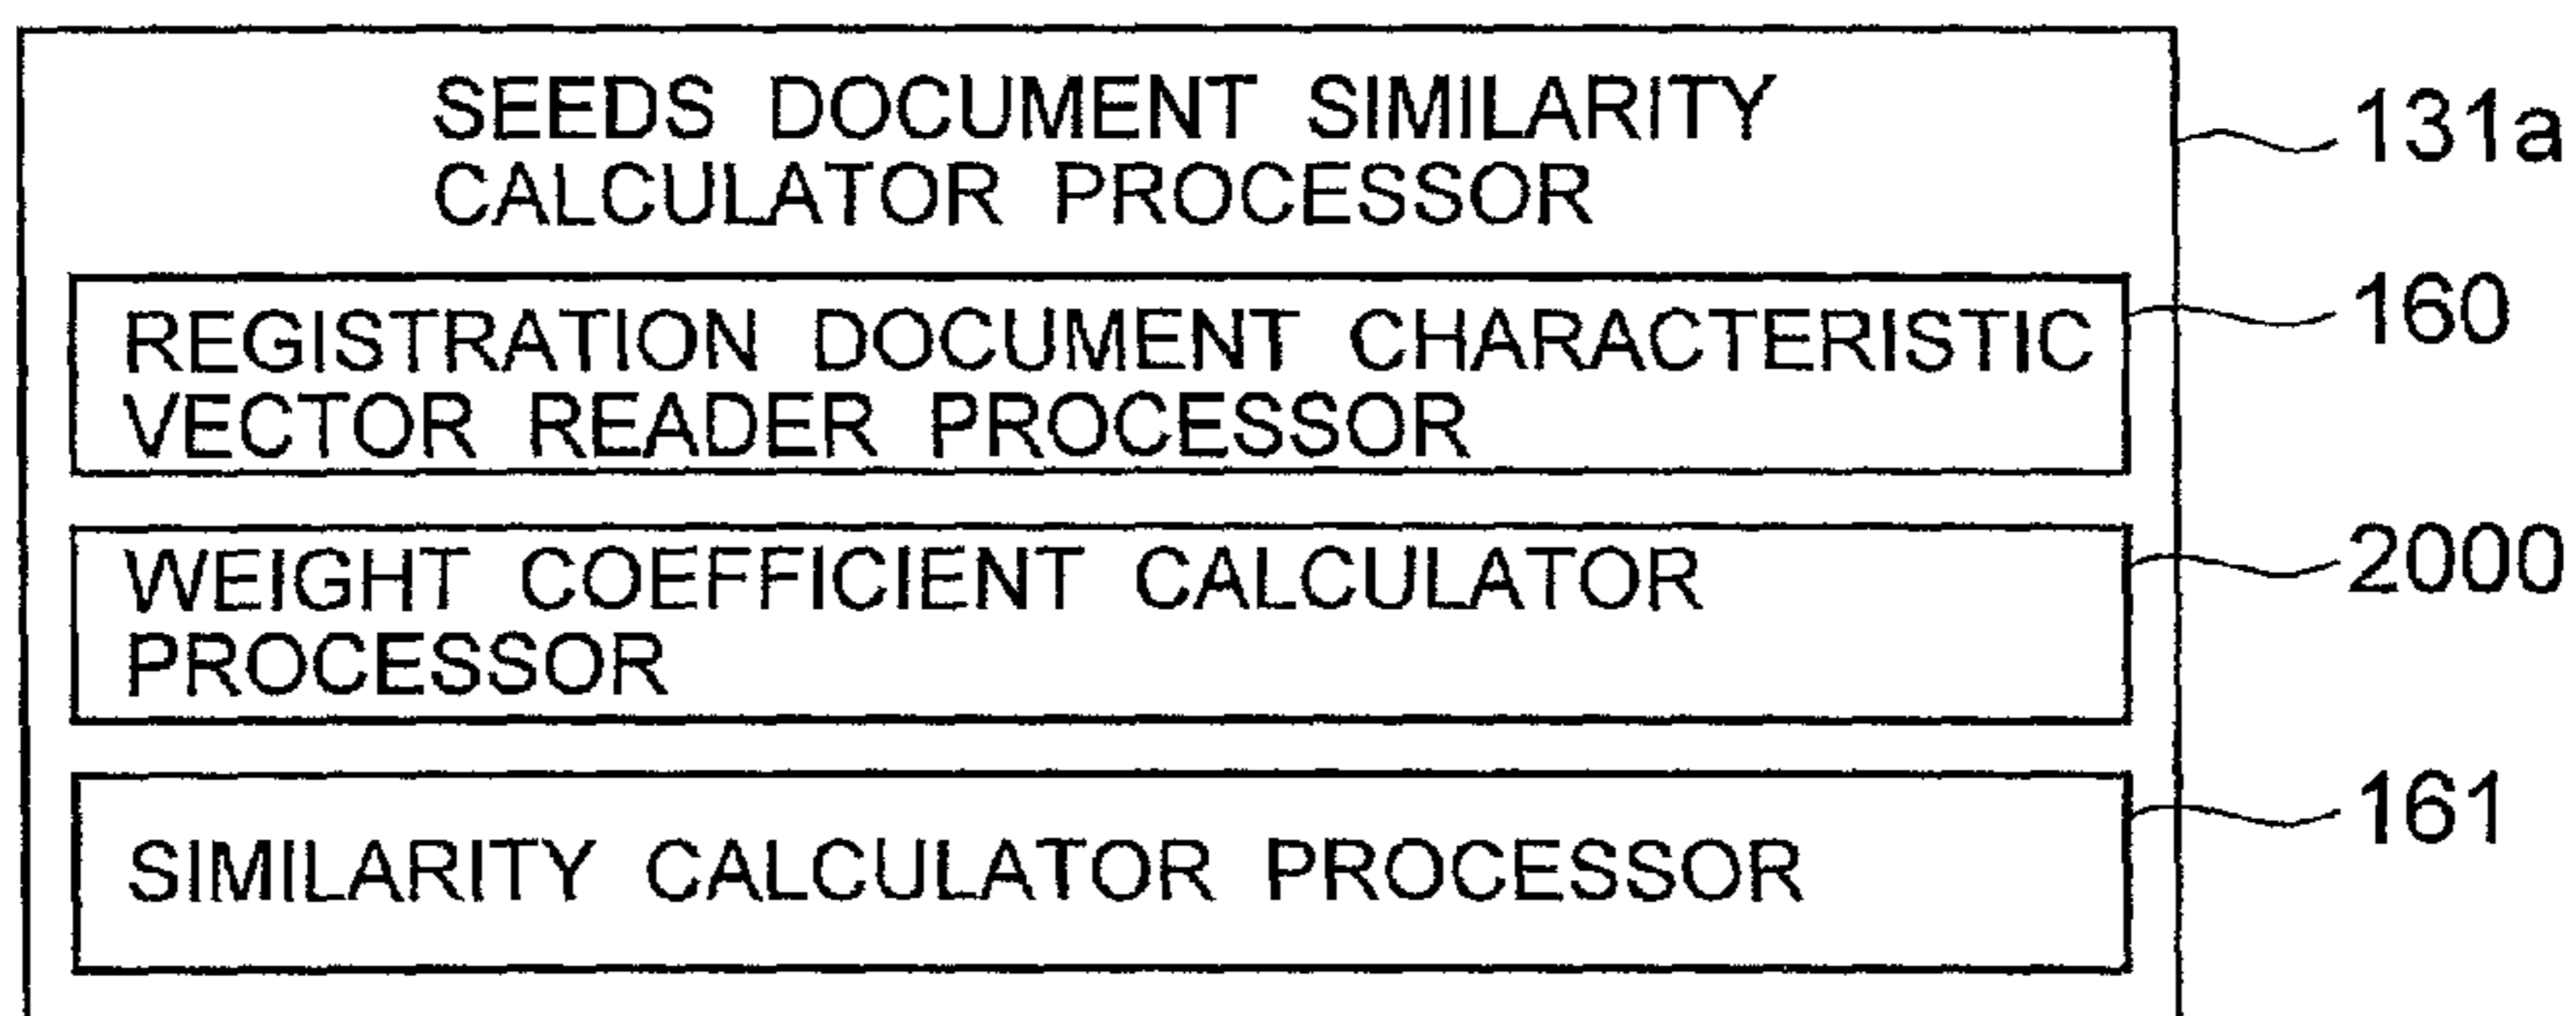 SEEDS DOCUMENT SIMILARITY
CALCULATOR PROCESSOR
131a
REGISTRATION DOCUMENT CHARACTERISTIC
VECTOR READER PROCESSOR
160
WEIGHT COEFFICIENT CALCULATOR
PROCESSOR
2000
SIMILARITY CALCULATOR PROCESSOR
161